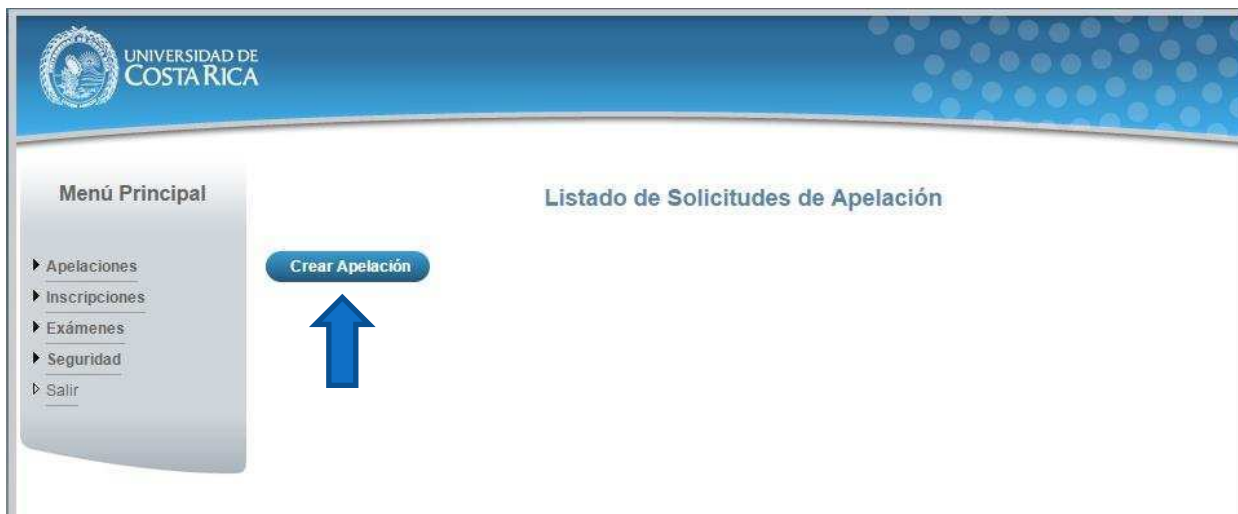 UNIVERSIDAD DE
COSTA RICA
Menú Principal
Listado de Solicitudes de Apelación
Apelaciones
Crear Apelación
Inscripciones
Exámenes
Seguridad
Salir